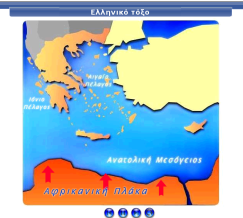 Ελληνικό τόξο
Αιγαίο
Πέλαγος
Ιόνιο
Πέλαγος
Ανατολική Μεσόγειος
Αφρικανική Πλάκα